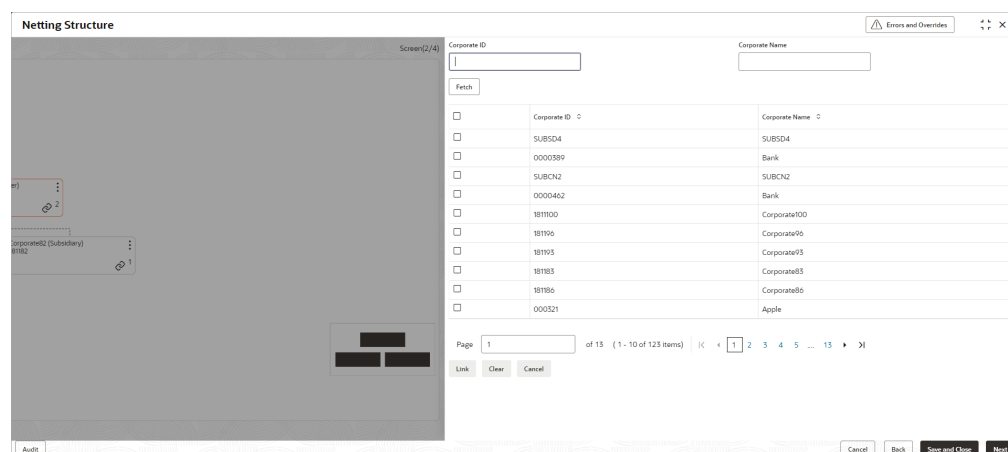 Netting Structure
Errors and Overrides
Screen(2/4)
Corporate ID
Corporate Name
Fetch
Corporate ID Corporate Name
SUBSD4 SUBSD4
0000389 Bank
SUBCN2 SUBCN2
0000462 Bank
1811100 Corporate100
181196 Corporate96
181193 Corporate93
181183 Corporate83
181186 Corporate86
000321 Apple
er)
2
Corporate82 (Subsidiary)
81182
1
Page 1 of 13 ( 1 - 10 of 123 items) 1 2 3 4 5 ... 13
Link Clear Cancel
Audit Cancel Back Save and Close Next